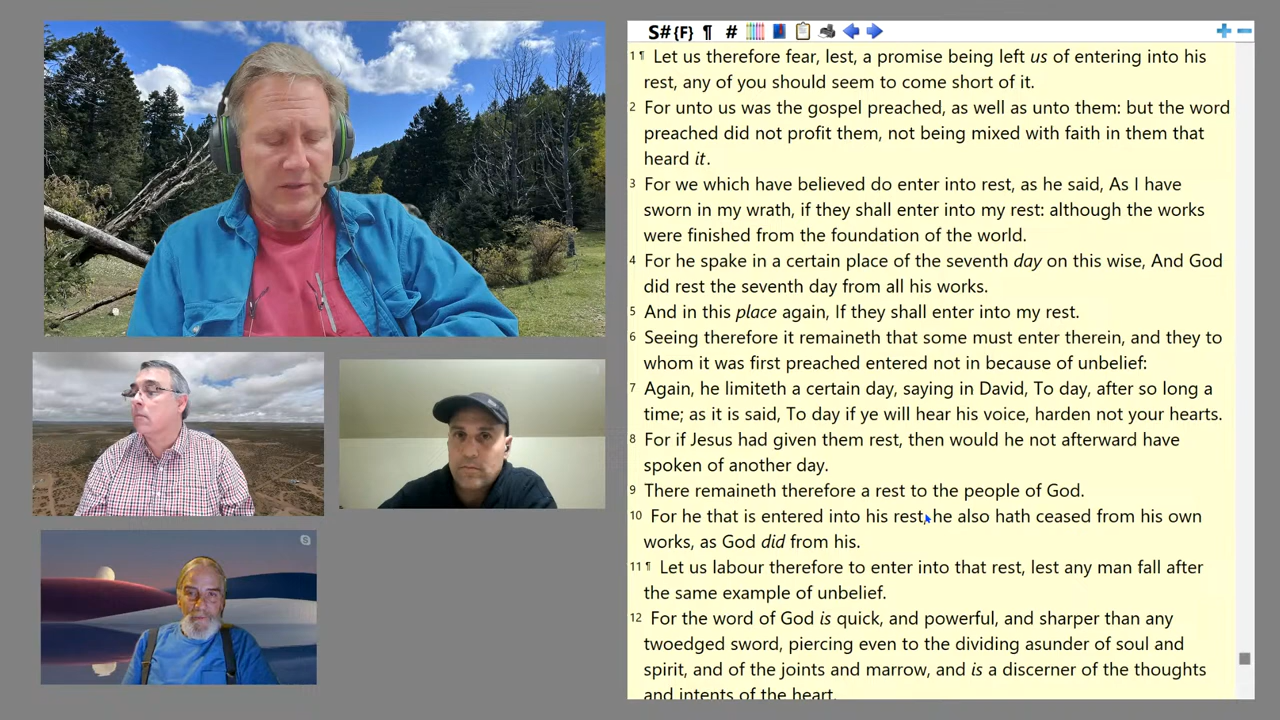 S# {F} ¶ #
1 ¶ Let us therefore fear, lest, a promise being left us of entering into his
rest, any of you should seem to come short of it.
2 For unto us was the gospel preached, as well as unto them: but the word
preached did not profit them, not being mixed with faith in them that
heard it.
3 For we which have believed do enter into rest, as he said, As I have
sworn in my wrath, if they shall enter into my rest: although the works
were finished from the foundation of the world.
4 For he spake in a certain place of the seventh day on this wise, And God
did rest the seventh day from all his works.
5 And in this place again, If they shall enter into my rest.
6 Seeing therefore it remaineth that some must enter therein, and they to
whom it was first preached entered not in because of unbelief:
7 Again, he limiteth a certain day, saying in David, To day, after so long a
time; as it is said, To day if ye will hear his voice, harden not your hearts.
8 For if Jesus had given them rest, then would he not afterward have
spoken of another day.
9 There remaineth therefore a rest to the people of God.
10 For he that is entered into his rest, he also hath ceased from his own
works, as God did from his.
11 ¶ Let us labour therefore to enter into that rest, lest any man fall after
the same example of unbelief.
12 For the word of God is quick, and powerful, and sharper than any
twoedged sword, piercing even to the dividing asunder of soul and
spirit, and of the joints and marrow, and is a discerner of the thoughts
and intents of the heart.